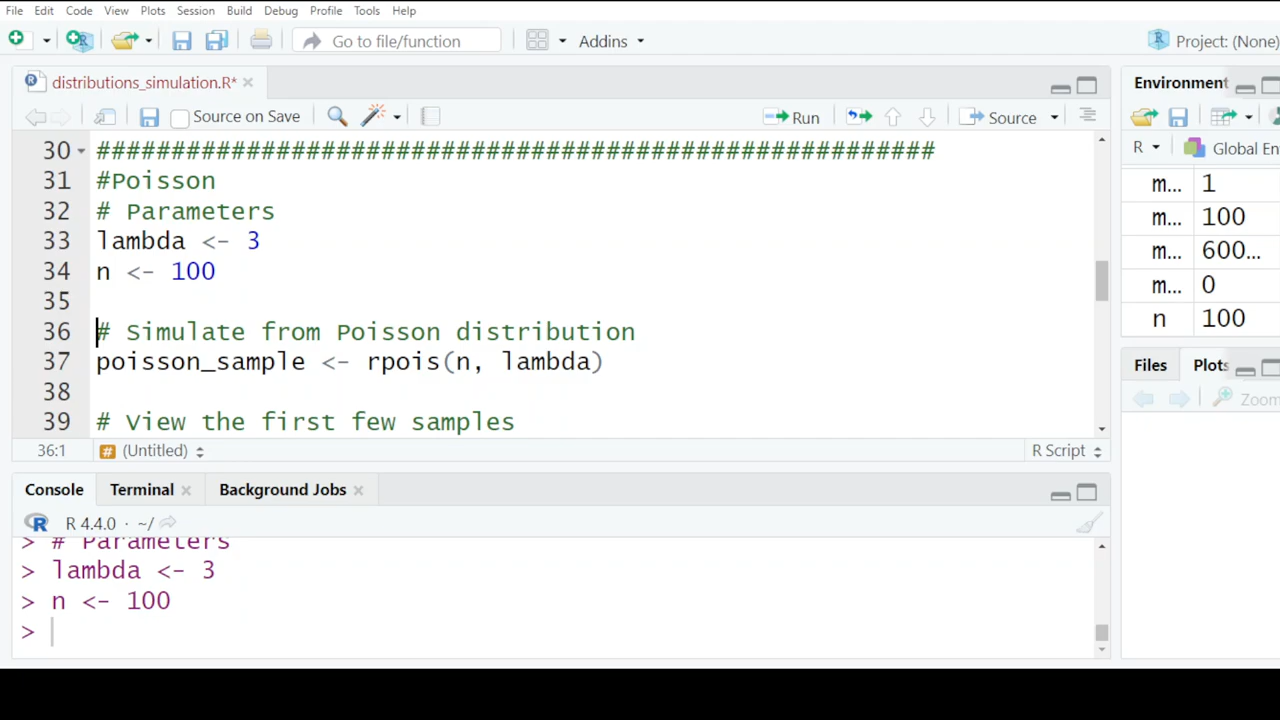 File Edit Code View Plots Session Build Debug Profile Tools Help
Go to file/function Addins Project: (None)
distributions_simulation.R*
Source on Save Run Source
30 ########################################################
31 #Poisson
32 # Parameters
33 lambda <- 3
34 n <- 100
35
36 # Simulate from Poisson distribution
37 poisson_sample <- rpois(n, lambda)
38
39 # View the first few samples
36:1 # (Untitled) R Script
Console Terminal Background Jobs
R R 4.4.0 · ~/
> # Parameters
> lambda <- 3
> n <- 100
>
Environment
R Global En
m... 1
m... 100
m... 600...
m... 0
n 100
Files Plots
Zoom